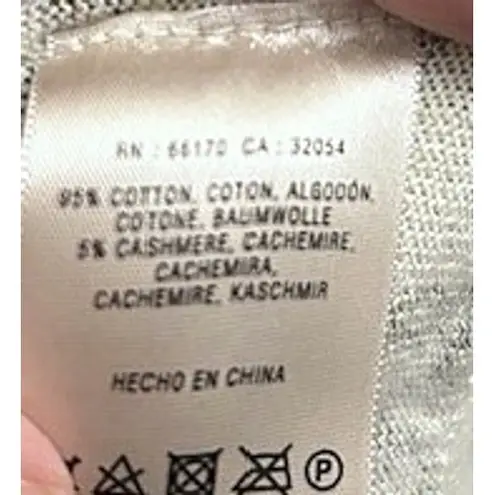 RN : 66170 CA : 32054
95% COTTON, COTON, ALGODÓN,
COTONE, BAUMWOLLE
5% CASHMERE, CACHEMIRE,
CACHEMIRA,
CACHEMIRE, KASCHMIR
HECHO EN CHINA
P